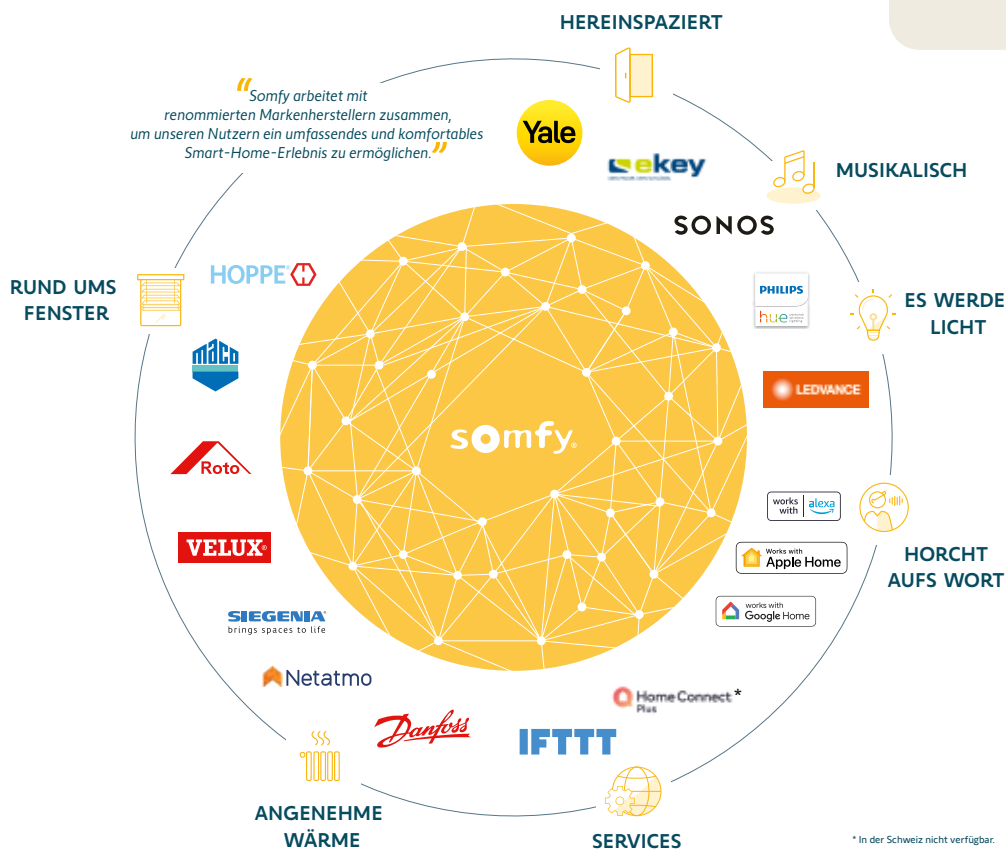 HEREINSPAZIERT
“Somfy arbeitet mit
renommierten Markenherstellern zusammen,
um unseren Nutzern ein umfassendes und komfortables
Smart-Home-Erlebnis zu ermöglichen.”
Yale
ekey
MUSIKALISCH
SONOS
HOPPE®
RUND UMS
FENSTER
PHILIPS
hue
ES WERDE
LICHT
maco
LEDVANCE
somfy®
Roto
works
with
alexa
VELUX®
Works with
Apple Home
HORCHT
AUFS WORT
works with
Google Home
SIEGENIA®
brings spaces to life
Netatmo
Home Connect *
Plus
Danfoss
IFTTT
ANGENEHME
WÄRME
SERVICES
* In der Schweiz nicht verfügbar.